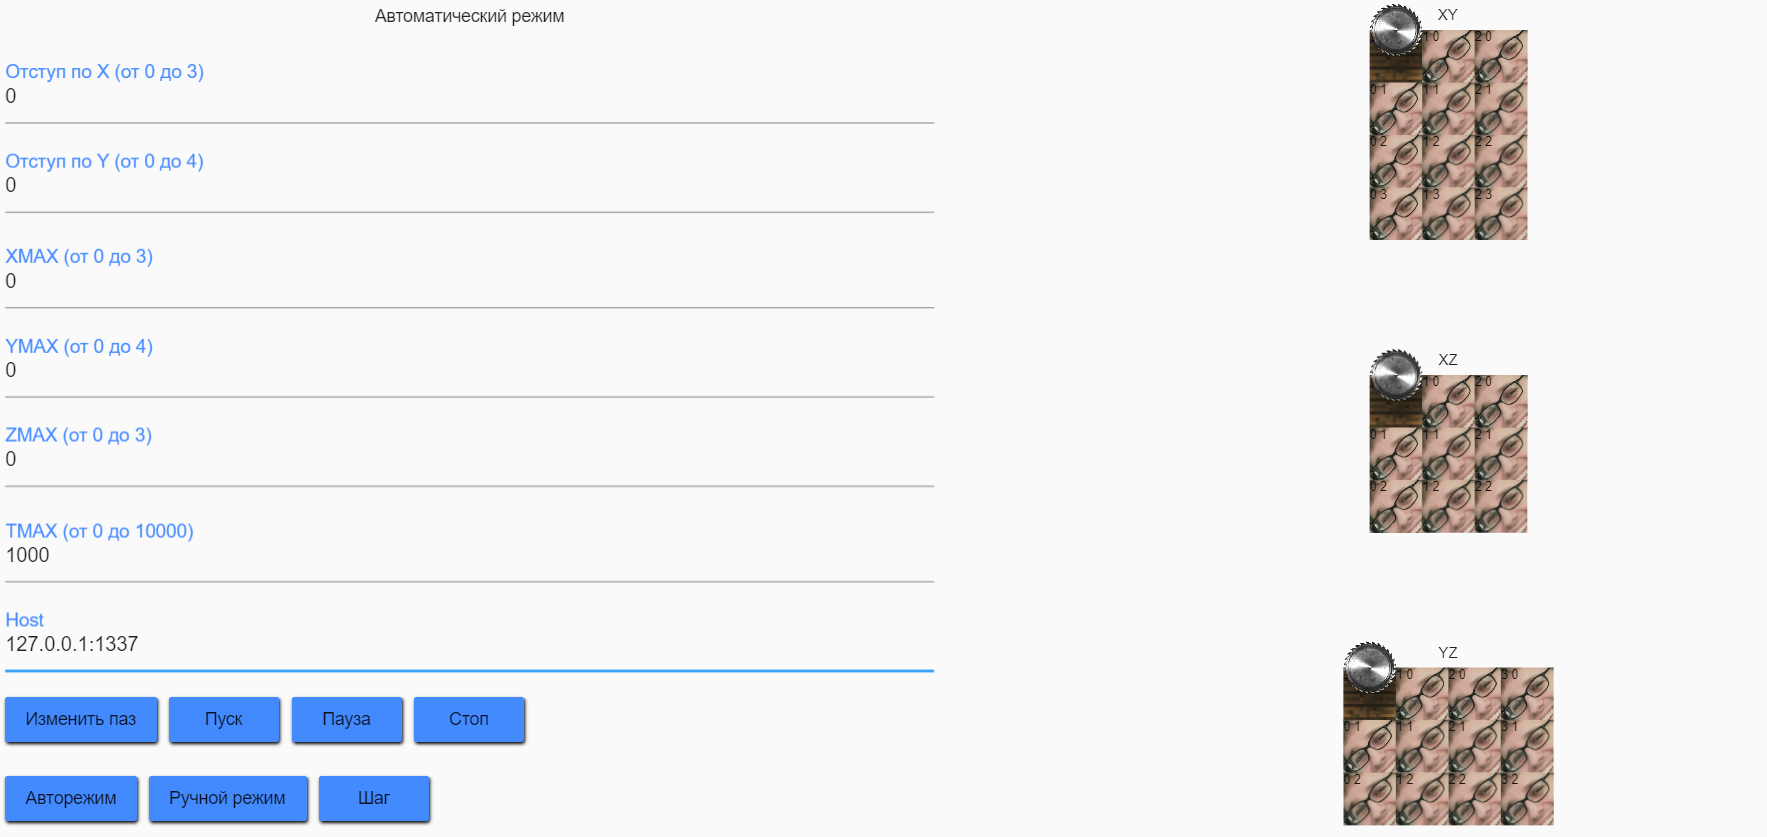 Автоматический режим
Отступ по X (от 0 до 3)
0
Отступ по Y (от 0 до 4)
0
XMAX (от 0 до 3)
0
YMAX (от 0 до 4)
0
ZMAX (от 0 до 3)
0
TMAX (от 0 до 10000)
1000
Host
127.0.0.1:1337
Изменить паз Пуск Пауза Стоп
Авторежим Ручной режим Шаг
XY
1 0 2 0
0 1 1 1 2 1
0 2 1 2 2 2
0 3 1 3 2 3
XZ
1 0 2 0
0 1 1 1 2 1
0 2 1 2 2 2
YZ
1 0 2 0 3 0
0 1 1 1 2 1 3 1
0 2 1 2 2 2 3 2